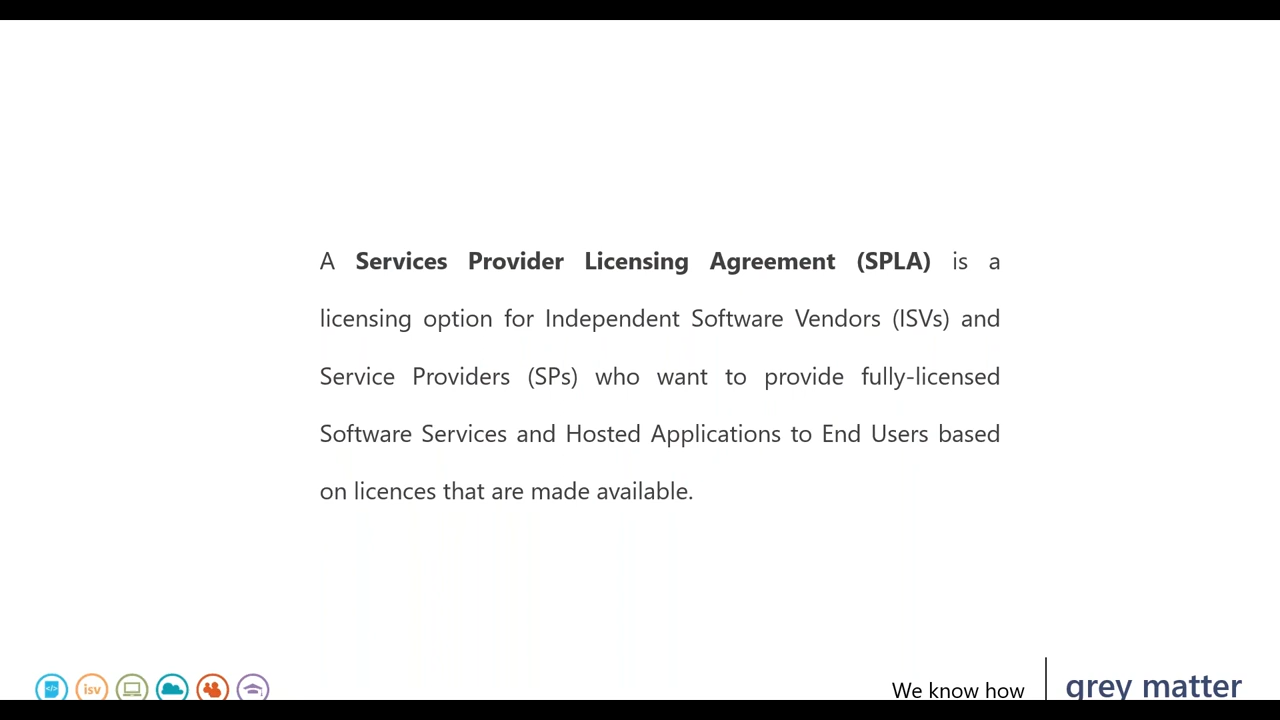 A Services Provider Licensing Agreement (SPLA) is a
licensing option for Independent Software Vendors (ISVs) and
Service Providers (SPs) who want to provide fully-licensed
Software Services and Hosted Applications to End Users based
on licences that are made available.
</> isv
We know how
grey matter